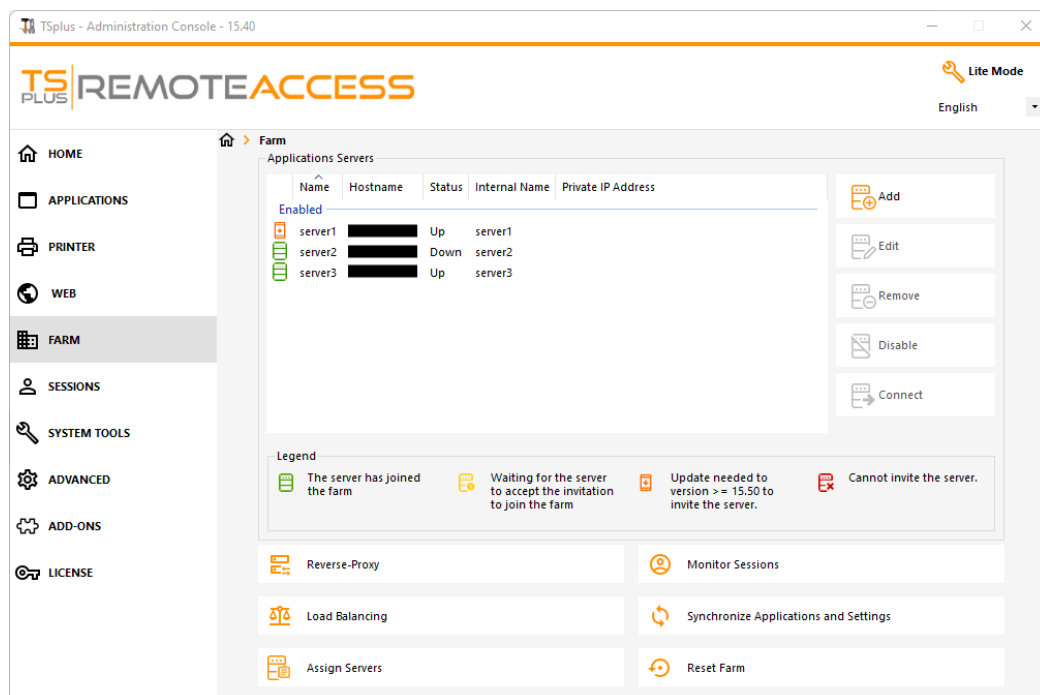 TSplus - Administration Console - 15.40
TS PLUS REMOTEACCESS
Lite Mode
English
HOME
APPLICATIONS
PRINTER
WEB
FARM
SESSIONS
SYSTEM TOOLS
ADVANCED
ADD-ONS
LICENSE
Farm
Applications Servers
Name Hostname Status Internal Name Private IP Address
Enabled
server1 Up server1
server2 Down server2
server3 Up server3
Add
Edit
Remove
Disable
Connect
Legend
The server has joined
the farm
Waiting for the server
to accept the invitation
to join the farm
Update needed to
version >= 15.50 to
invite the server.
Cannot invite the server.
Reverse-Proxy
Monitor Sessions
Load Balancing
Synchronize Applications and Settings
Assign Servers
Reset Farm